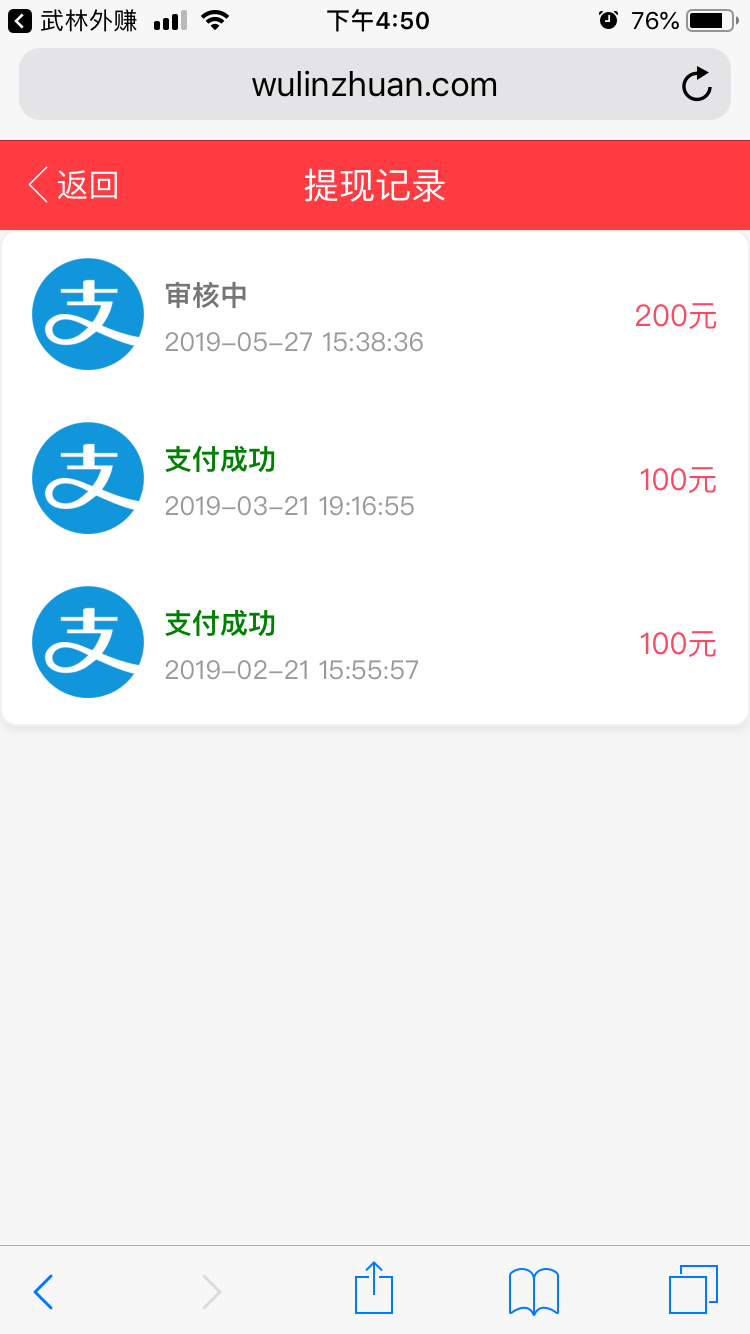 武林外赚 下午4:50 76%
wulinzhuan.com
返回 提现记录
支 审核中
2019-05-27 15:38:36
200元
支 支付成功
2019-03-21 19:16:55
100元
支 支付成功
2019-02-21 15:55:57
100元